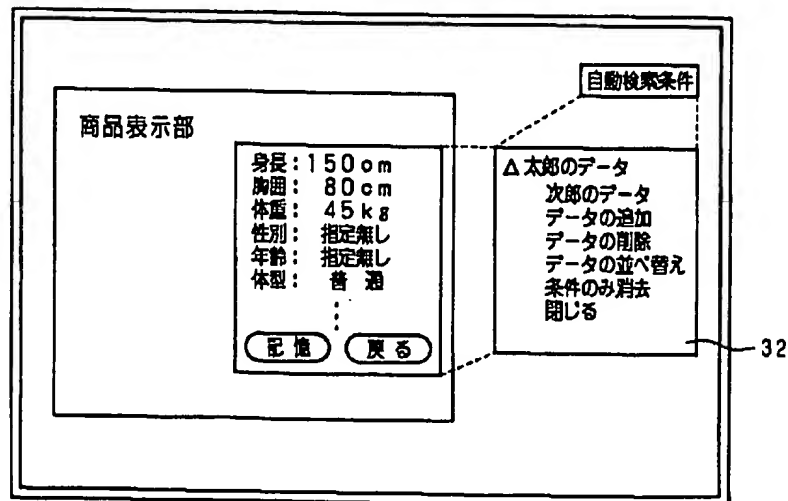 自動検索条件
商品表示部
身長：150cm
胸囲：80cm
体重：45kg
性別：指定無し
年齢：指定無し
体型：普 通
記 憶
戻 る
△ 太郎のデータ
次郎のデータ
データの追加
データの削除
データの並べ替え
条件のみ消去
閉じる
32